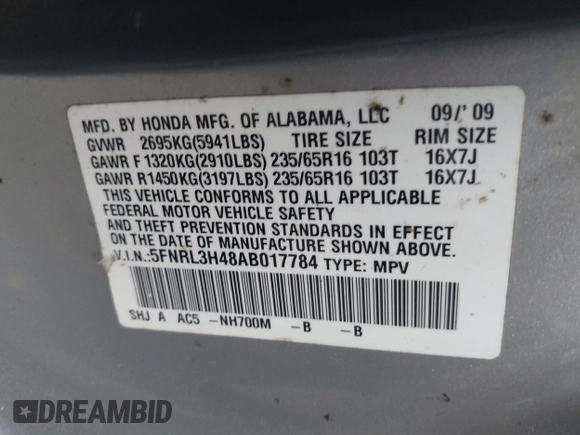 MFD. BY HONDA MFG. OF ALABAMA, LLC 09/'09
GVWR 2695KG(5941LBS) TIRE SIZE RIM SIZE
GAWR F1320KG(2910LBS) 235/65R16 103T 16X7J
GAWR R1450KG(3197LBS) 235/65R16 103T 16X7J
THIS VEHICLE CONFORMS TO ALL APPLICABLE
FEDERAL MOTOR VEHICLE SAFETY
AND THEFT PREVENTION STANDARDS IN EFFECT
ON THE DATE OF MANUFACTURE SHOWN ABOVE.
V.I.N.:5FNRL3H48AB017784 TYPE: MPV
SHJ A AC5 -NH700M -B -B
DREAMBID